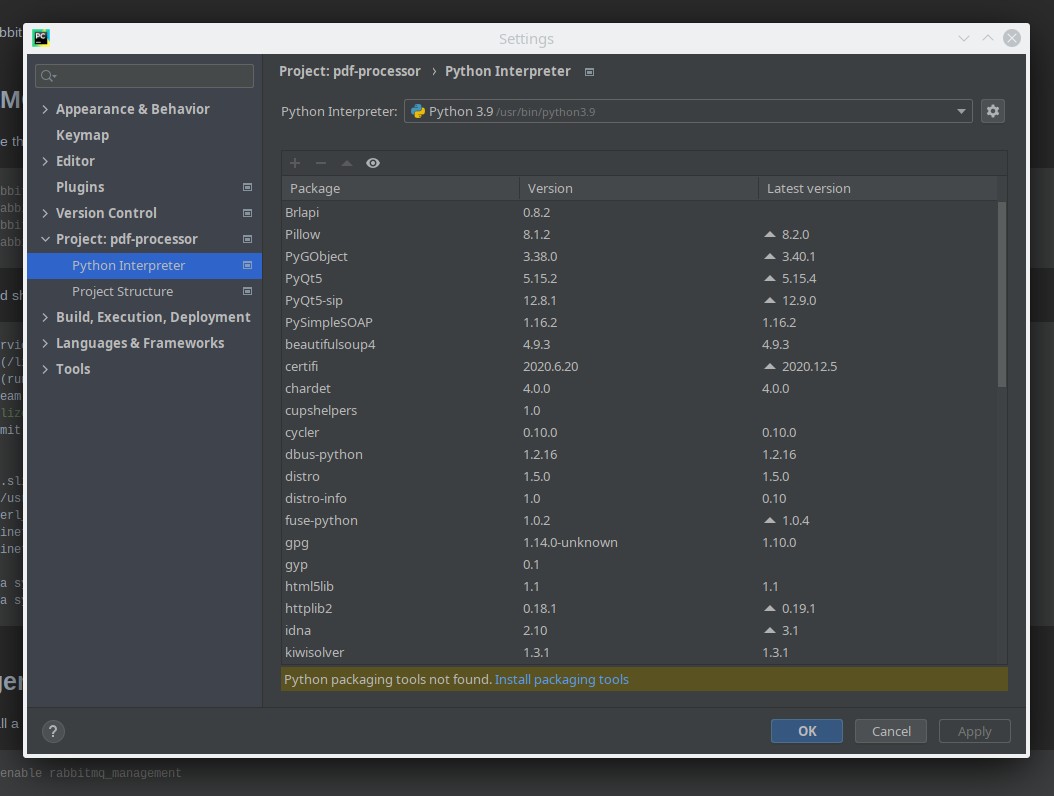 bbit
PC
Settings
Project: pdf-processor › Python Interpreter
Python Interpreter: Python 3.9 /usr/bin/python3.9
Appearance & Behavior
Keymap
Editor
Plugins
Version Control
Project: pdf-processor
Python Interpreter
Project Structure
Build, Execution, Deployment
Languages & Frameworks
Tools
Package Version Latest version
Brlapi 0.8.2
Pillow 8.1.2 8.2.0
PyGObject 3.38.0 3.40.1
PyQt5 5.15.2 5.15.4
PyQt5-sip 12.8.1 12.9.0
PySimpleSOAP 1.16.2 1.16.2
beautifulsoup4 4.9.3 4.9.3
certifi 2020.6.20 2020.12.5
chardet 4.0.0 4.0.0
cupshelpers 1.0
cycler 0.10.0 0.10.0
dbus-python 1.2.16 1.2.16
distro 1.5.0 1.5.0
distro-info 1.0 0.10
fuse-python 1.0.2 1.0.4
gpg 1.14.0-unknown 1.10.0
gyp 0.1
html5lib 1.1 1.1
httplib2 0.18.1 0.19.1
idna 2.10 3.1
kiwisolver 1.3.1 1.3.1
Python packaging tools not found. Install packaging tools
? OK Cancel Apply
enable rabbitmq_management